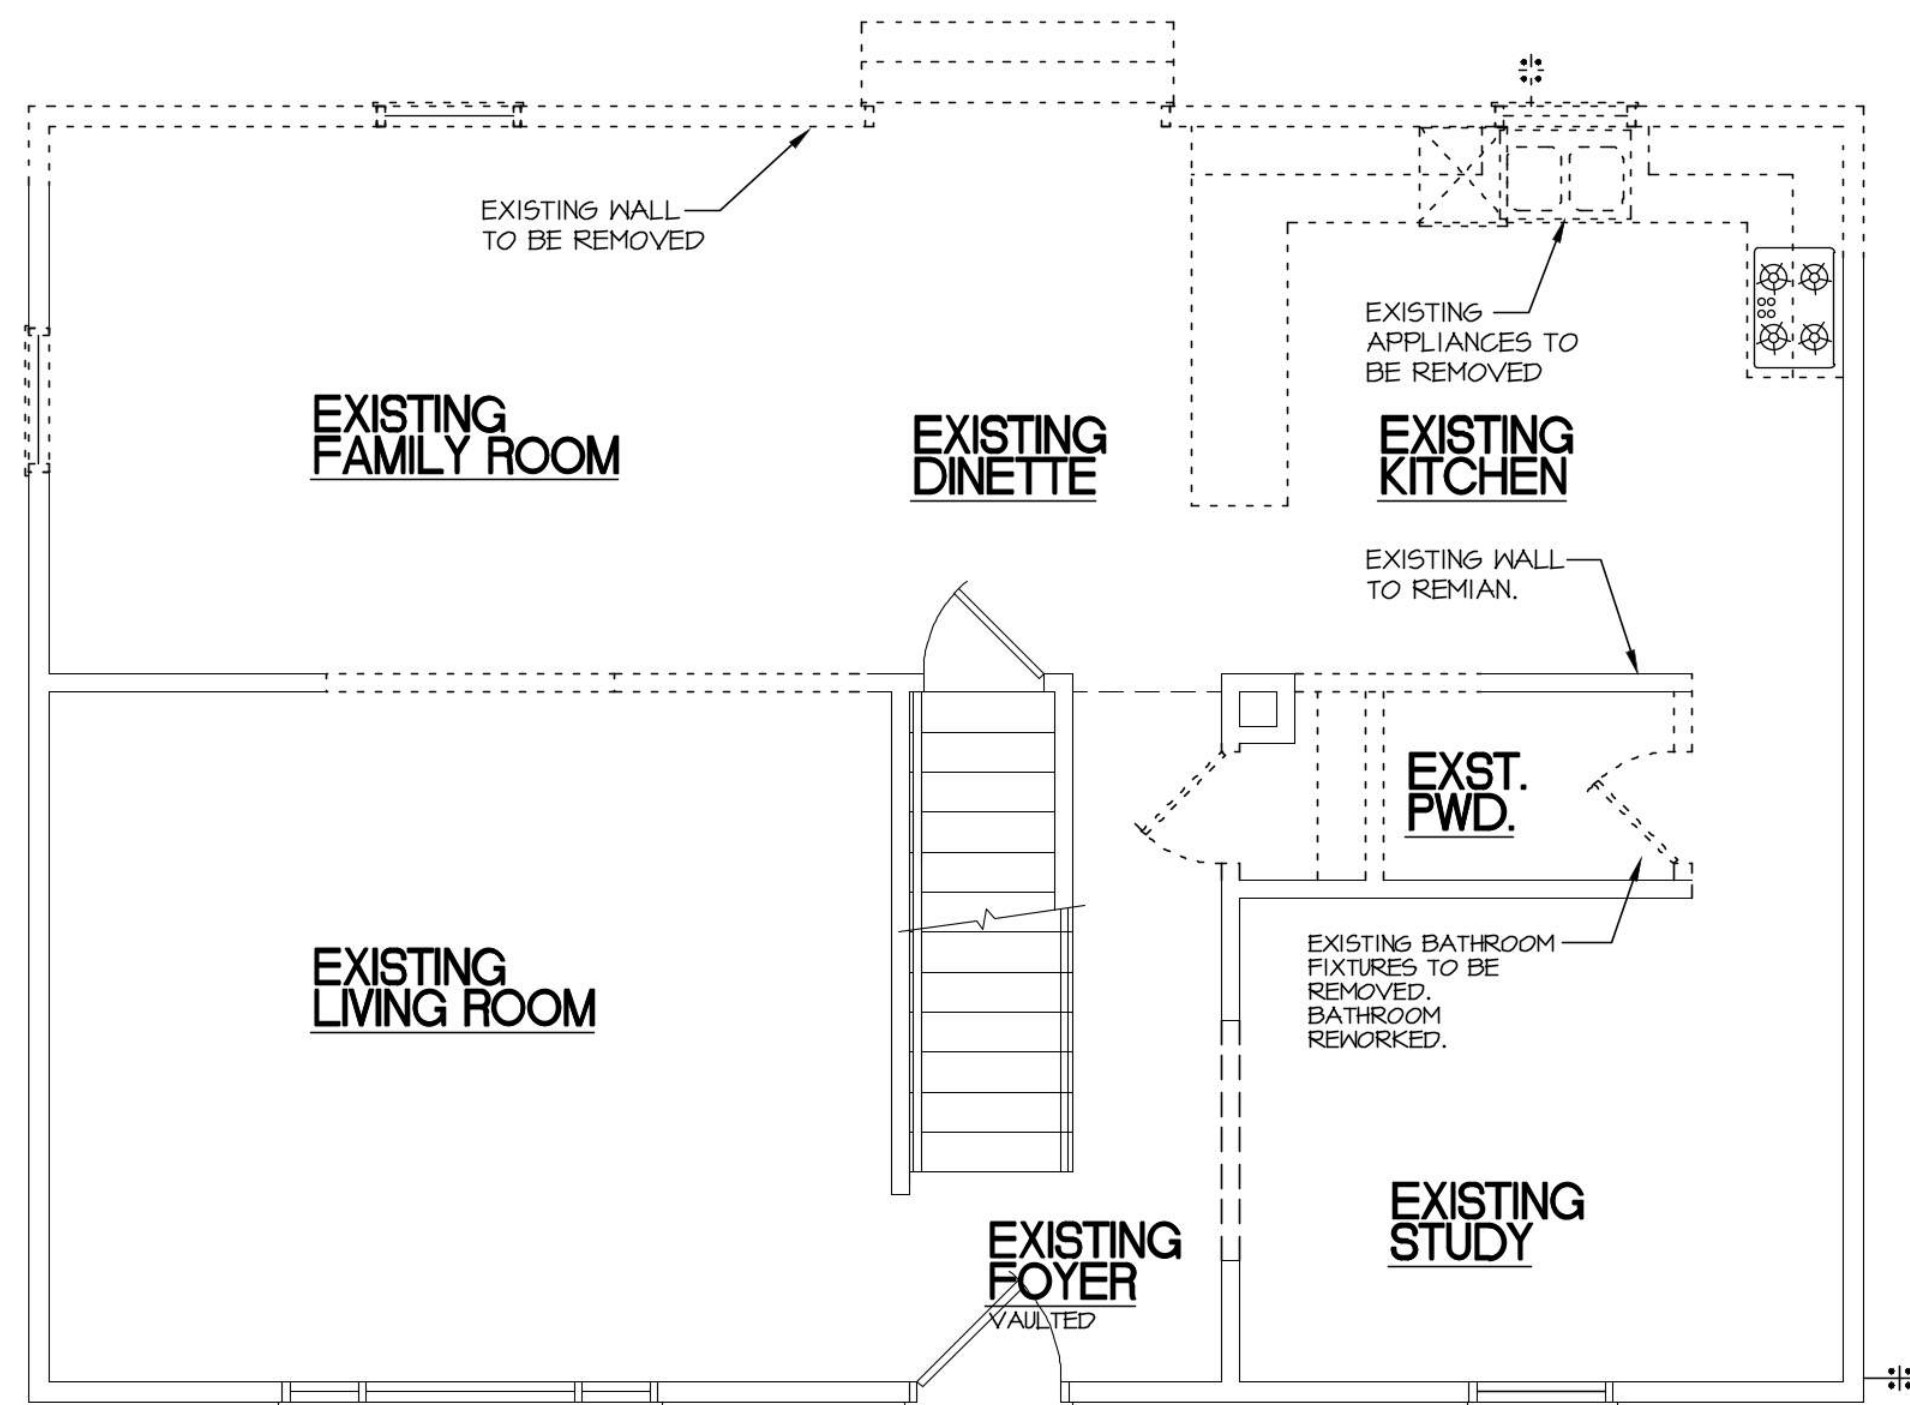 EXISTING WALL
TO BE REMOVED
EXISTING
APPLIANCES TO
BE REMOVED
EXISTING
FAMILY ROOM
EXISTING
DINETTE
EXISTING
KITCHEN
EXISTING WALL
TO REMIAN.
EXST.
PWD.
EXISTING BATHROOM
FIXTURES TO BE
REMOVED.
BATHROOM
REWORKED.
EXISTING
LIVING ROOM
EXISTING
STUDY
EXISTING
FOYER
VAULTED